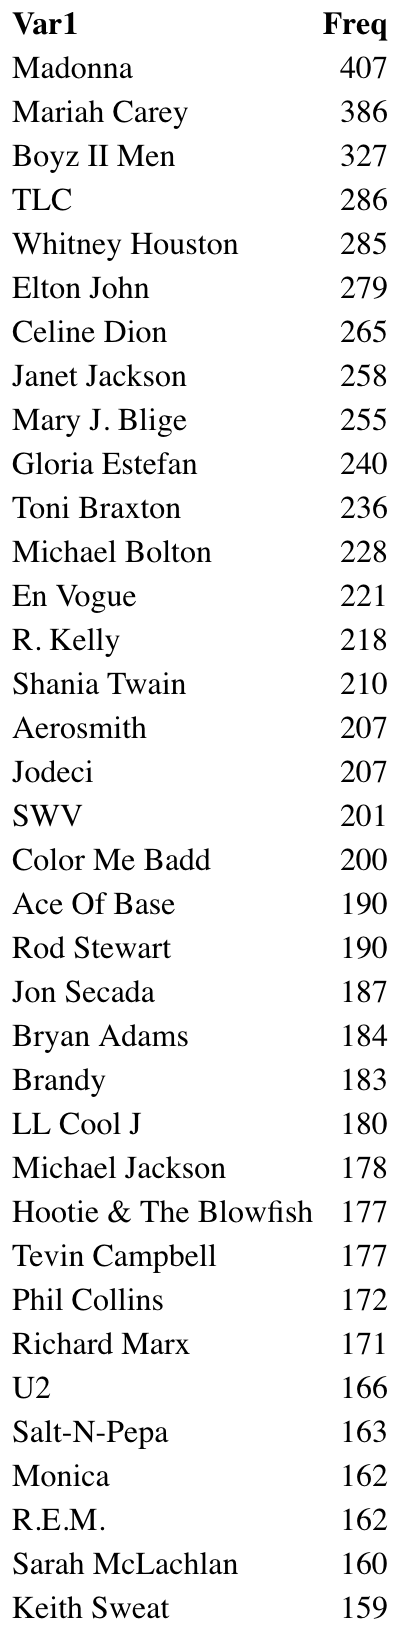 Var1 Freq
Madonna 407
Mariah Carey 386
Boyz II Men 327
TLC 286
Whitney Houston 285
Elton John 279
Celine Dion 265
Janet Jackson 258
Mary J. Blige 255
Gloria Estefan 240
Toni Braxton 236
Michael Bolton 228
En Vogue 221
R. Kelly 218
Shania Twain 210
Aerosmith 207
Jodeci 207
SWV 201
Color Me Badd 200
Ace Of Base 190
Rod Stewart 190
Jon Secada 187
Bryan Adams 184
Brandy 183
LL Cool J 180
Michael Jackson 178
Hootie & The Blowfish 177
Tevin Campbell 177
Phil Collins 172
Richard Marx 171
U2 166
Salt-N-Pepa 163
Monica 162
R.E.M. 162
Sarah McLachlan 160
Keith Sweat 159